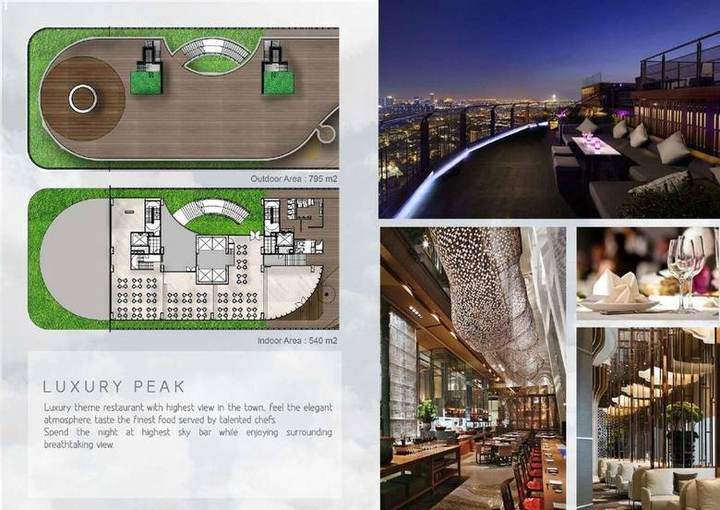 Outdoor Area : 795 m2
Indoor Area : 540 m2
LUXURY PEAK
Luxury theme restaurant with highest view in the town, feel the elegant
atmosphere, taste the finest food served by talented chefs.
Spend the night at highest sky bar while enjoying surrounding
breathtaking view.